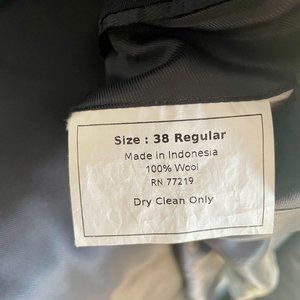 Size : 38 Regular
Made in Indonesia
100% Wool
RN 77219
Dry Clean Only